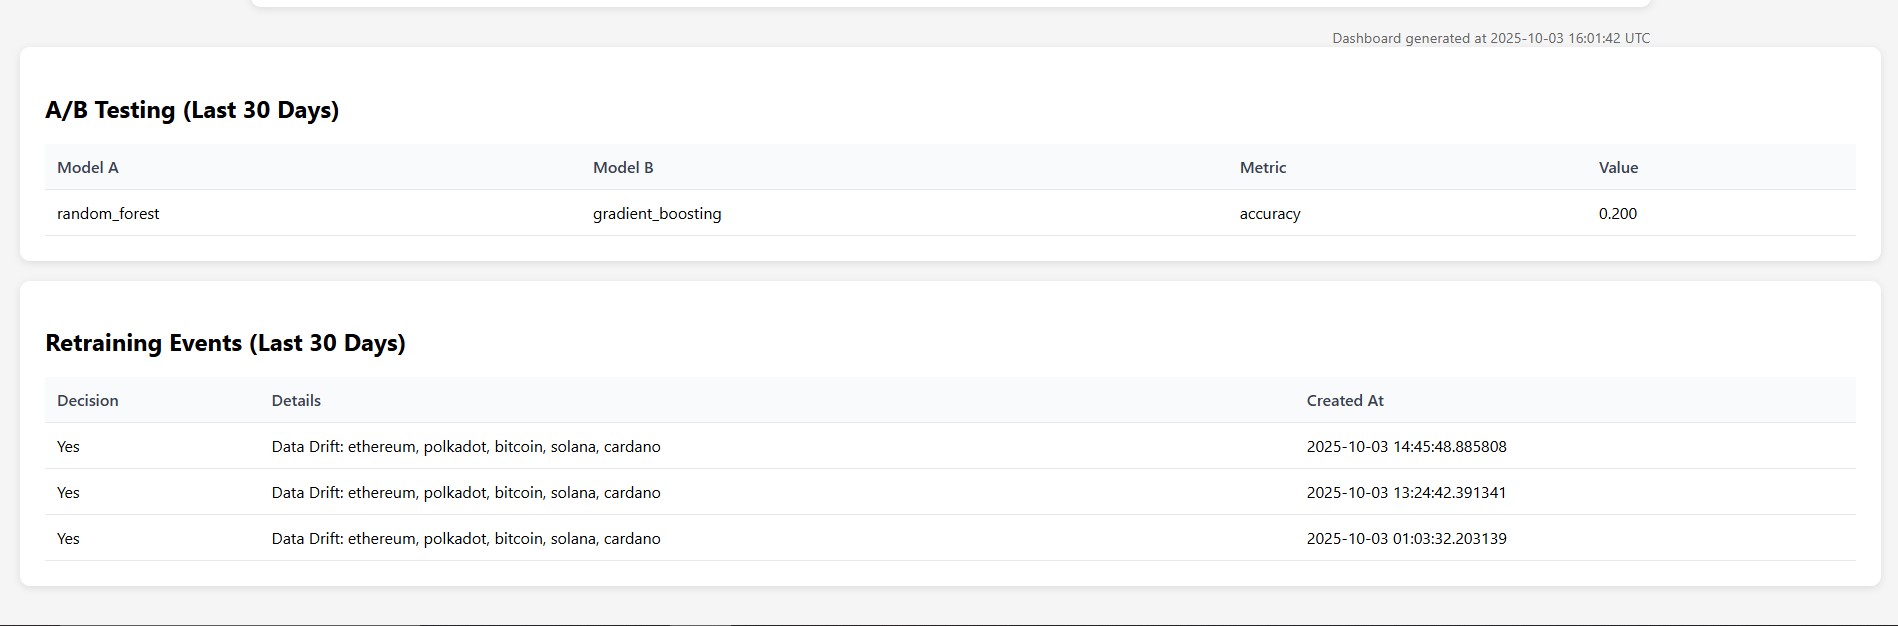 Dashboard generated at 2025-10-03 16:01:42 UTC
A/B Testing (Last 30 Days)
Model A Model B Metric Value
random_forest gradient_boosting accuracy 0.200
Retraining Events (Last 30 Days)
Decision Details Created At
Yes Data Drift: ethereum, polkadot, bitcoin, solana, cardano 2025-10-03 14:45:48.885808
Yes Data Drift: ethereum, polkadot, bitcoin, solana, cardano 2025-10-03 13:24:42.391341
Yes Data Drift: ethereum, polkadot, bitcoin, solana, cardano 2025-10-03 01:03:32.203139